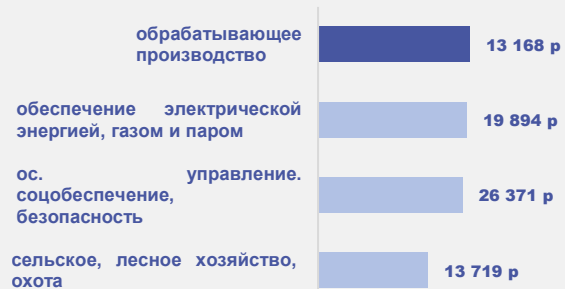 обрабатывающее
производство
13 168 р
обеспечение электрической
энергией, газом и паром
19 894 р
ос. управление.
соцобеспечение,
безопасность
26 371 р
сельское, лесное хозяйство,
охота
13 719 р